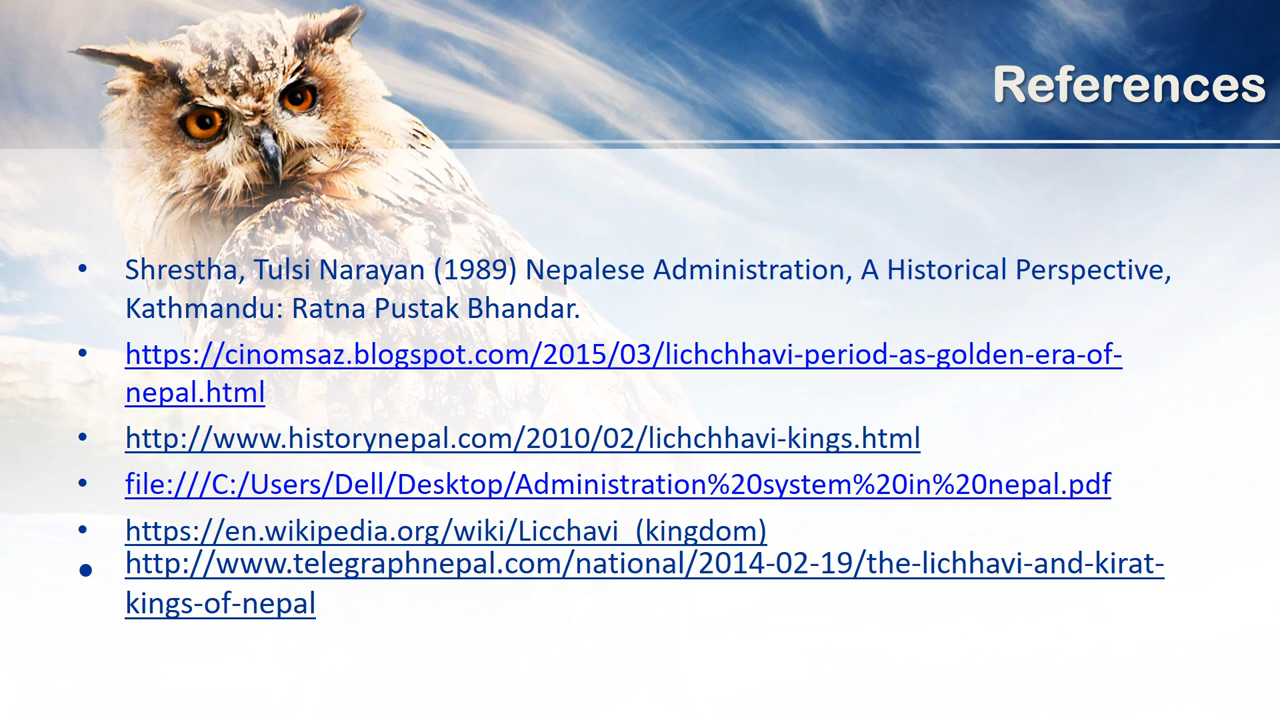 References
• Shrestha, Tulsi Narayan (1989) Nepalese Administration, A Historical Perspective,
Kathmandu: Ratna Pustak Bhandar.
• https://cinomsaz.blogspot.com/2015/03/lichchhavi-period-as-golden-era-of-
nepal.html
• http://www.historynepal.com/2010/02/lichchhavi-kings.html
• file:///C:/Users/Dell/Desktop/Administration%20system%20in%20nepal.pdf
• https://en.wikipedia.org/wiki/Licchavi_(kingdom)
• http://www.telegraphnepal.com/national/2014-02-19/the-lichhavi-and-kirat-
kings-of-nepal